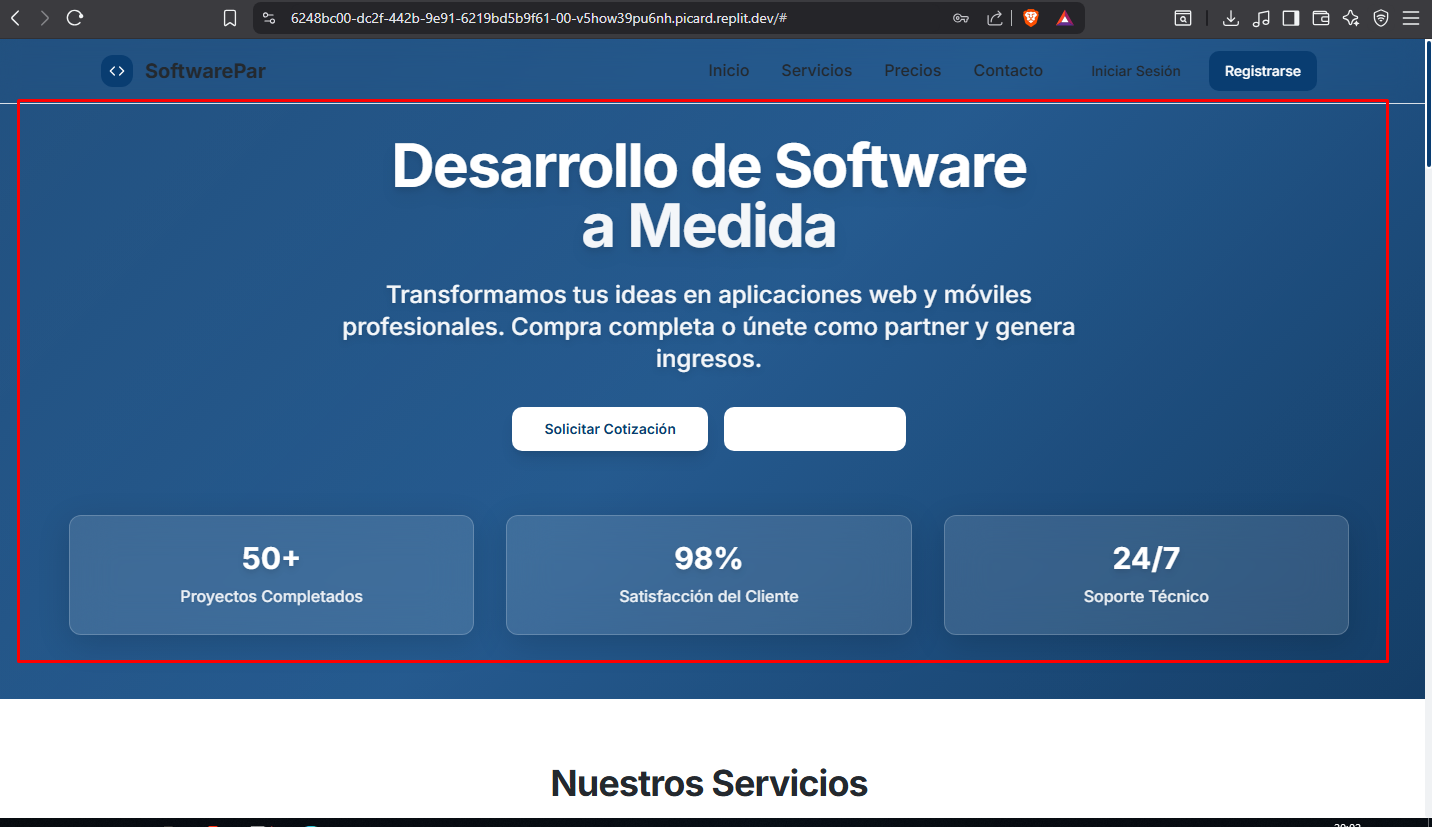 6248bc00-dc2f-442b-9e91-6219bd5b9f61-00-v5how39pu6nh.picard.replit.dev/#
SoftwarePar
Inicio
Servicios
Precios
Contacto
Iniciar Sesión
Registrarse
Desarrollo de Software
a Medida
Transformamos tus ideas en aplicaciones web y móviles
profesionales. Compra completa o únete como partner y genera
ingresos.
Solicitar Cotización
50+
Proyectos Completados
98%
Satisfacción del Cliente
24/7
Soporte Técnico
Nuestros Servicios